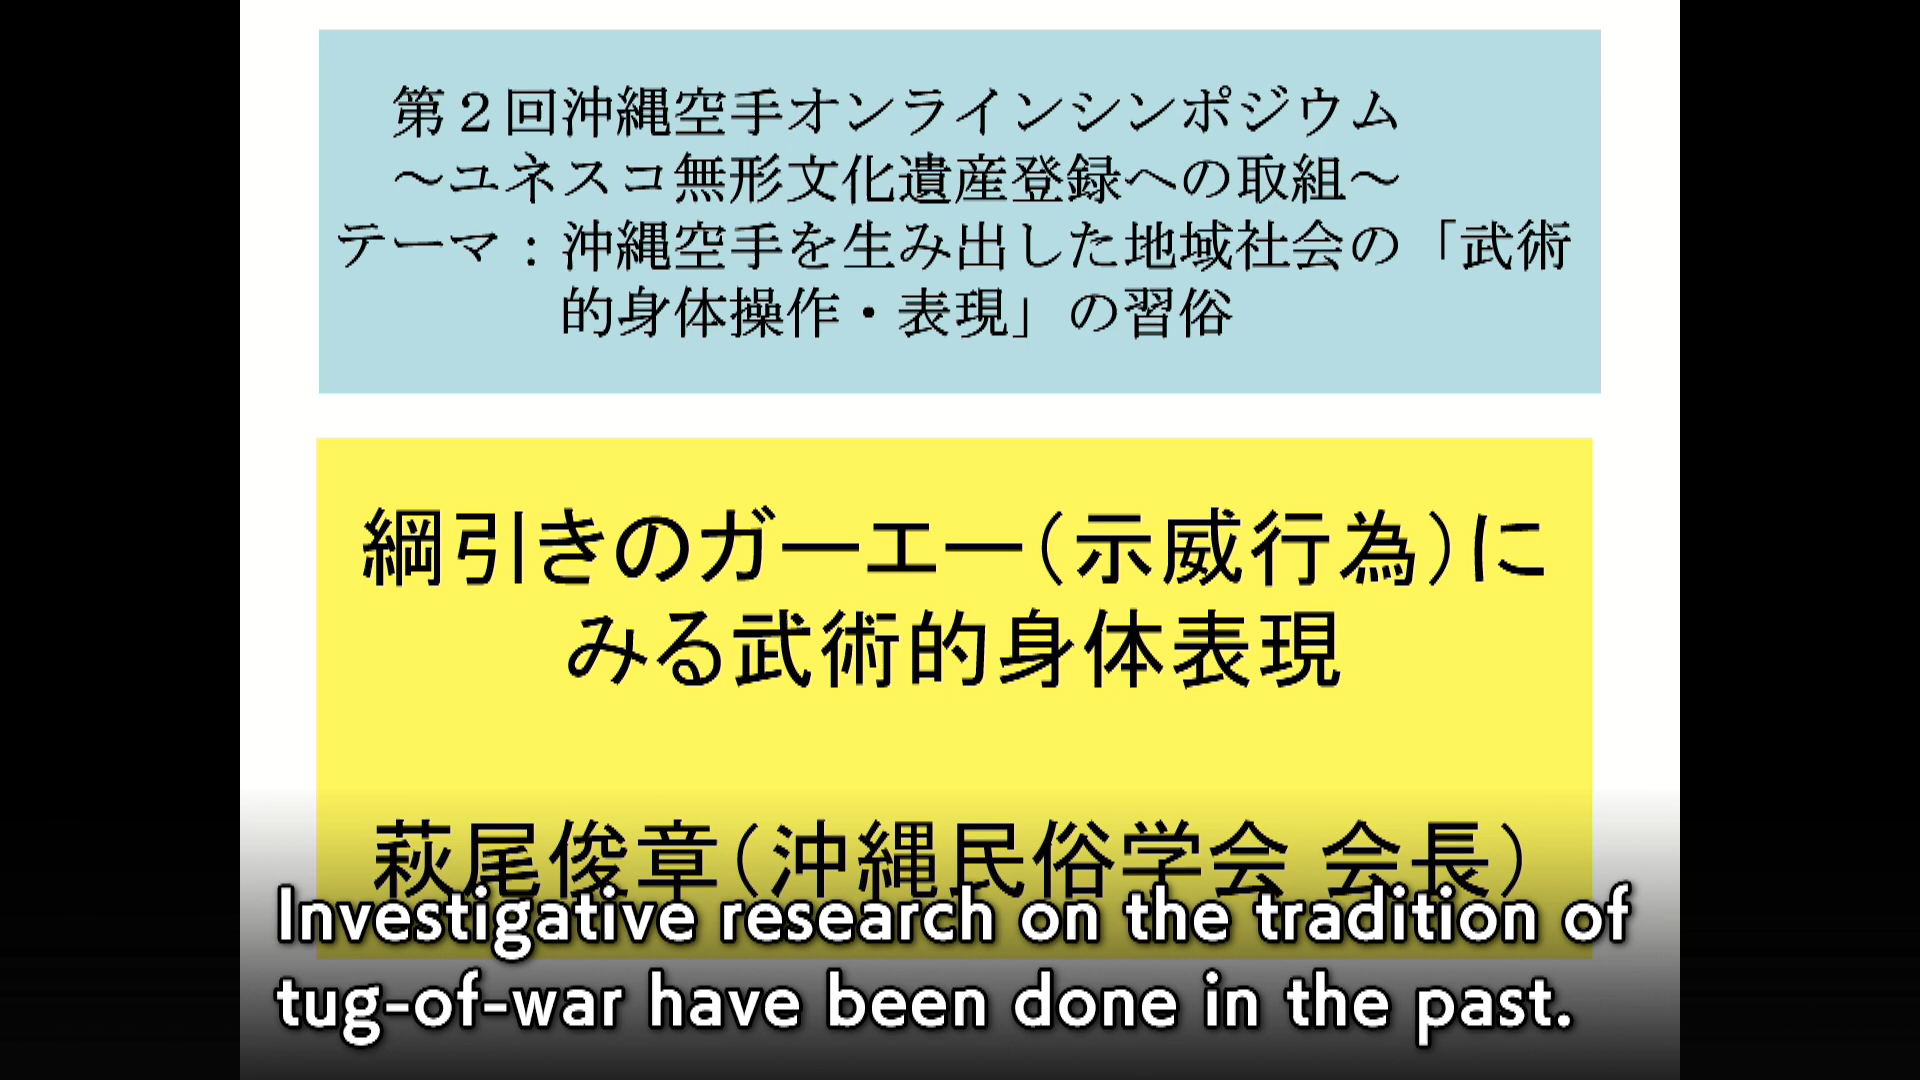 第２回沖縄空手オンラインシンポジウム
～ユネスコ無形文化遺産登録への取組～
テーマ：沖縄空手を生み出した地域社会の「武術
的身体操作・表現」の習俗
綱引きのガーエー（示威行為）に
みる武術的身体表現
萩尾俊章（沖縄民俗学会 会長）
Investigative research on the tradition of
tug-of-war have been done in the past.